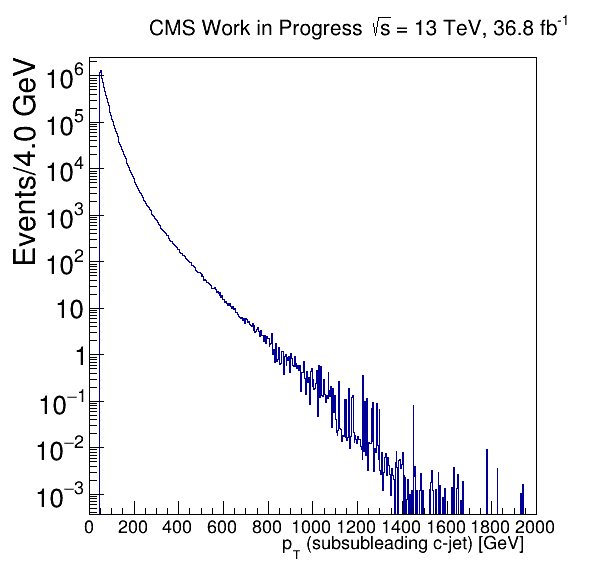 CMS Work in Progress √s = 13 TeV, 36.8 fb⁻¹
Events/4.0 GeV
10⁶
10⁵
10⁴
10³
10²
10
1
10⁻¹
10⁻²
10⁻³
0 200 400 600 800 1000 1200 1400 1600 1800 2000
p_T (subsubleading c-jet) [GeV]